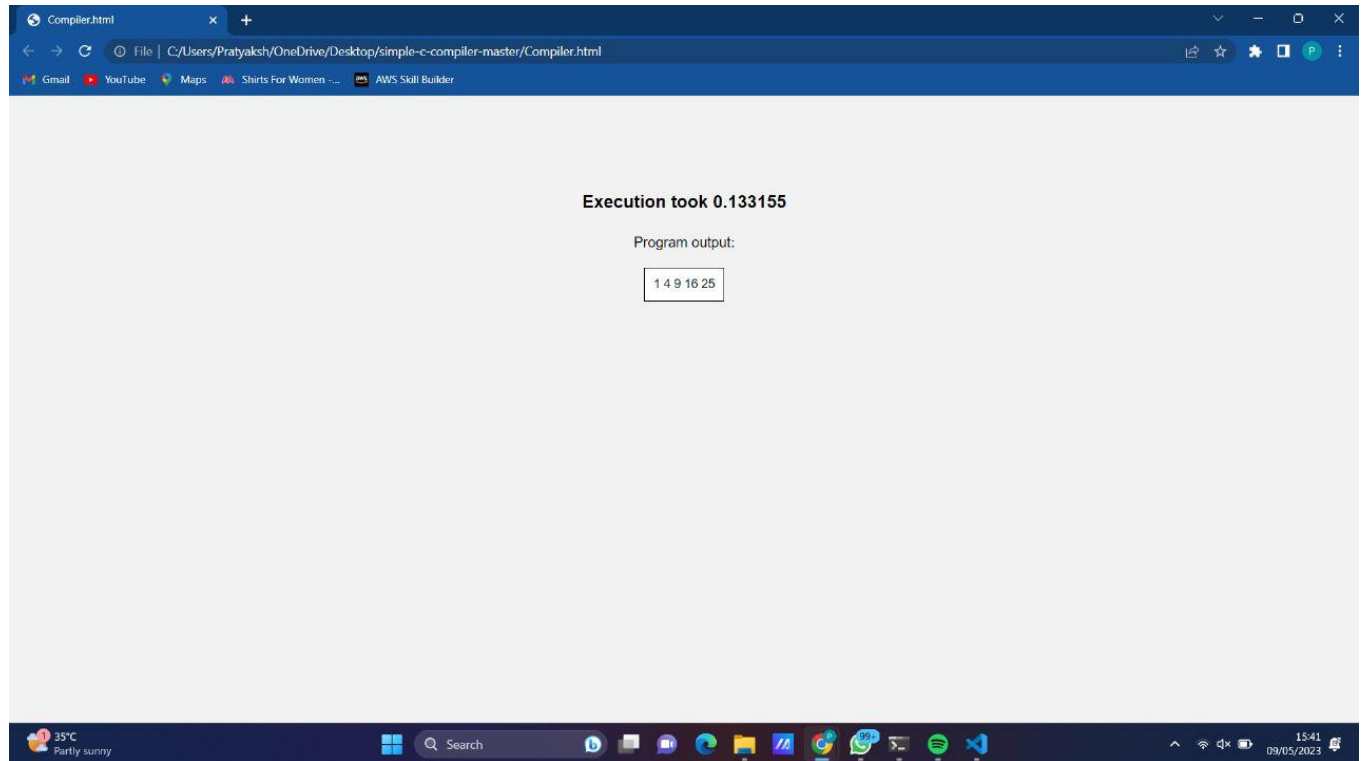 Compiler.html
File | C:/Users/Pratyaksh/OneDrive/Desktop/simple-c-compiler-master/Compiler.html
P
Gmail YouTube Maps Shirts For Women -... aws AWS Skill Builder
Execution took 0.133155
Program output:
1 4 9 16 25
1 35°C
Partly sunny
Search
99+
15:41
09/05/2023